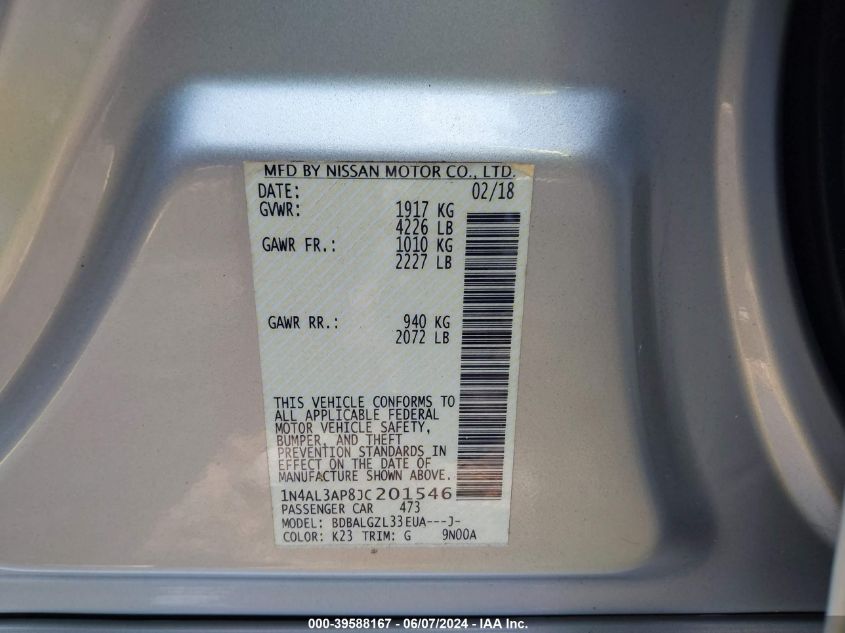 MFD BY NISSAN MOTOR CO., LTD.
DATE: 02/18
GVWR: 1917 KG
4226 LB
GAWR FR.: 1010 KG
2227 LB
GAWR RR.: 940 KG
2072 LB
THIS VEHICLE CONFORMS TO
ALL APPLICABLE FEDERAL
MOTOR VEHICLE SAFETY,
BUMPER, AND THEFT
PREVENTION STANDARDS IN
EFFECT ON THE DATE OF
MANUFACTURE SHOWN ABOVE.
1N4AL3AP8JC201546
PASSENGER CAR 473
MODEL: BDBALGZL33EUA---J-
COLOR: K23 TRIM: G 9N00A
000-39588167 - 06/07/2024 - IAA Inc.